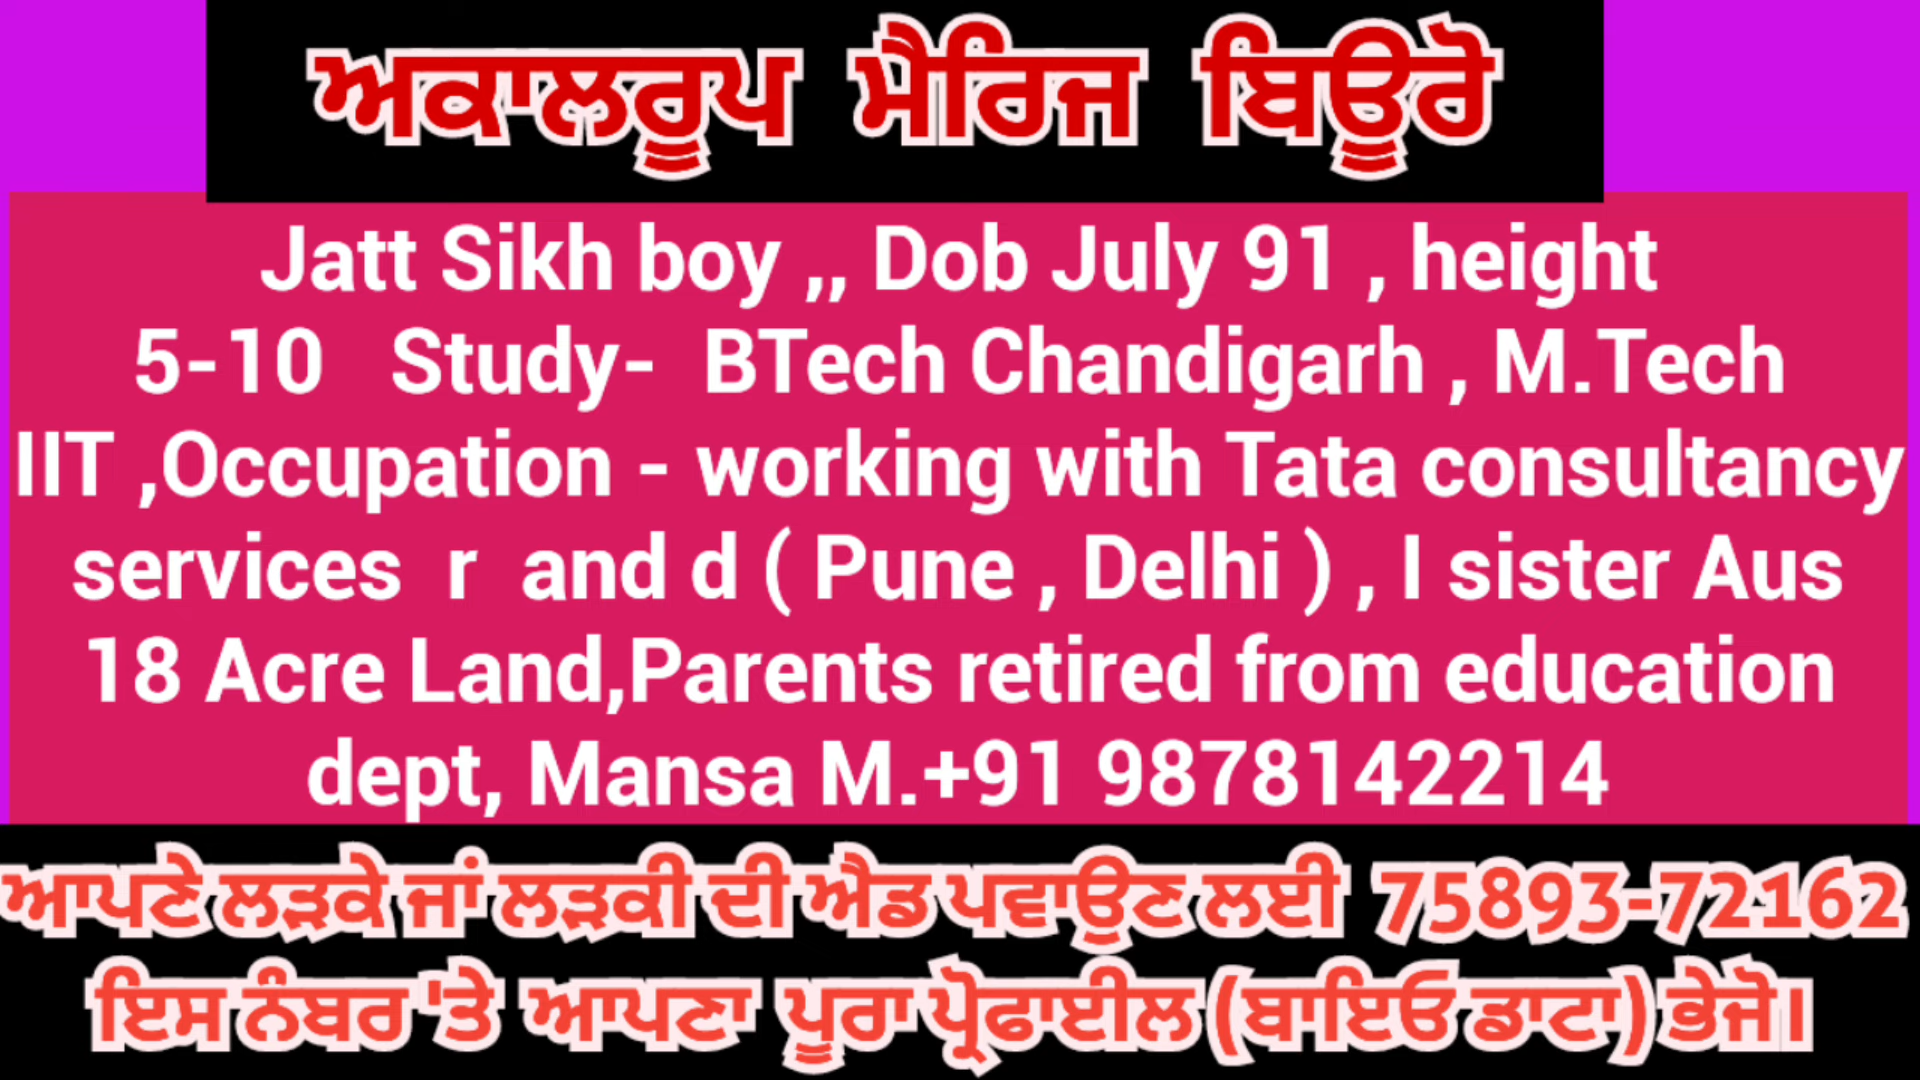 ਅਕਾਲਰੂਪ ਮੈਰਿਜ ਬਿਊਰੋ
Jatt Sikh boy ,, Dob July 91 , height
5-10 Study- BTech Chandigarh , M.Tech
IIT ,Occupation - working with Tata consultancy
services r and d ( Pune , Delhi ) , I sister Aus
18 Acre Land,Parents retired from education
dept, Mansa M.+91 9878142214
ਆਪਣੇ ਲੜਕੇ ਜਾਂ ਲੜਕੀ ਦੀ ਐਡ ਪਵਾਉਣ ਲਈ 75893-72162
ਇਸ ਨੰਬਰ 'ਤੇ ਆਪਣਾ ਪੂਰਾ ਪ੍ਰੋਫਾਈਲ (ਬਾਇਓ ਡਾਟਾ) ਭੇਜੋ।